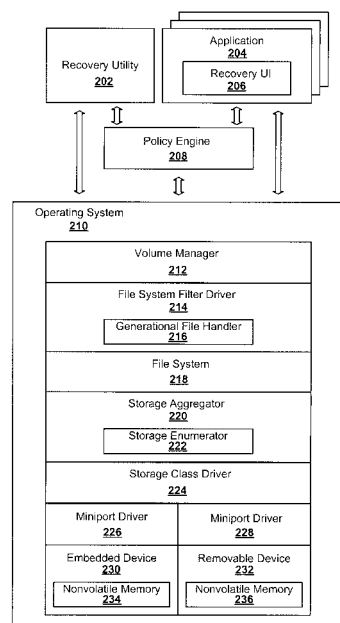 Recovery Utility
202
Application
204
Recovery UI
206
Policy Engine
208
Operating System
210
Volume Manager
212
File System Filter Driver
214
Generational File Handler
216
File System
218
Storage Aggregator
220
Storage Enumerator
222
Storage Class Driver
224
Miniport Driver
226
Miniport Driver
228
Embedded Device
230
Nonvolatile Memory
234
Removable Device
232
Nonvolatile Memory
236